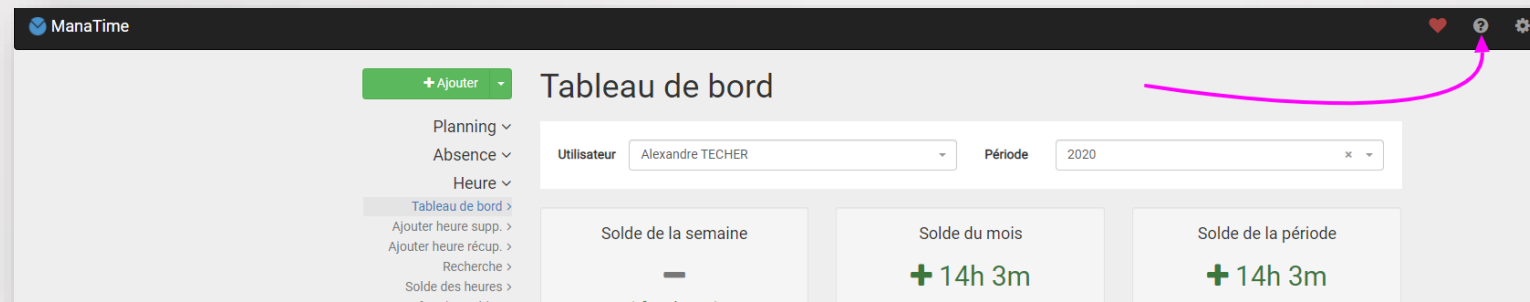 ManaTime
Ajouter
Tableau de bord
Planning
Absence
Heure
Tableau de bord
Ajouter heure supp.
Ajouter heure récup.
Recherche
Solde des heures
Utilisateur Alexandre TECHER Période 2020
Solde de la semaine
Solde du mois
14h 3m
Solde de la période
14h 3m